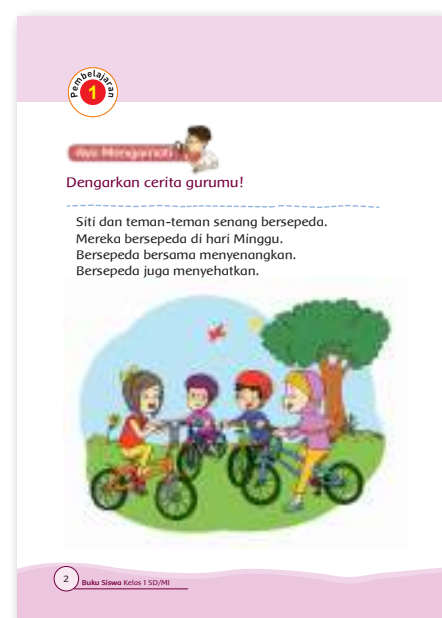 Pembelajaran
1
Ayo Mengamati
Dengarkan cerita gurumu!
Siti dan teman-teman senang bersepeda.
Mereka bersepeda di hari Minggu.
Bersepeda bersama menyenangkan.
Bersepeda juga menyehatkan.
2 Buku Siswa Kelas 1 SD/MI